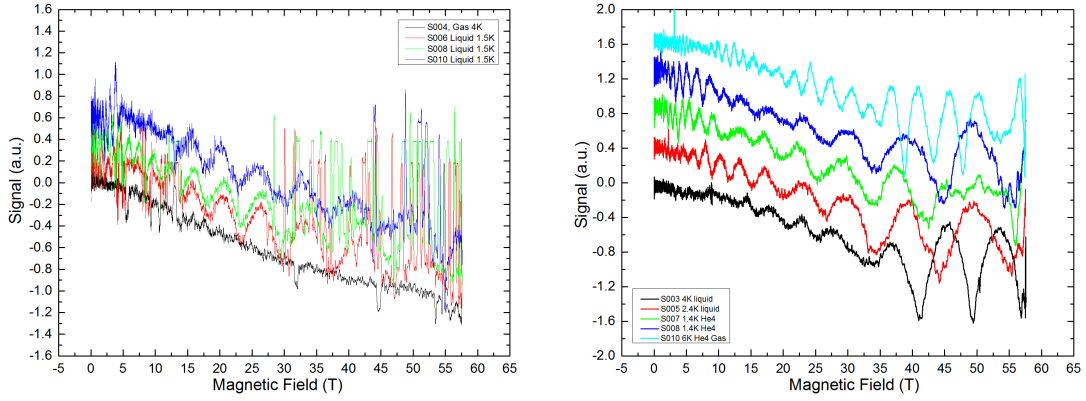 S004, Gas 4K
S006 Liquid 1.5K
S008 Liquid 1.5K
S010 Liquid 1.5K
1.6
1.4
1.2
1.0
0.8
0.6
0.4
0.2
0.0
-0.2
-0.4
-0.6
-0.8
-1.0
-1.2
-1.4
-1.6
Signal (a.u.)
-5 0 5 10 15 20 25 30 35 40 45 50 55 60 65
Magnetic Field (T)
2.0
1.6
1.2
0.8
0.4
0.0
-0.4
-0.8
-1.2
-1.6
-2.0
Signal (a.u.)
S003 4K liquid
S005 2.4K liquid
S007 1.4K He4
S008 1.4K He4
S010 6K He4 Gas
-5 0 5 10 15 20 25 30 35 40 45 50 55 60 65
Magnetic Field (T)